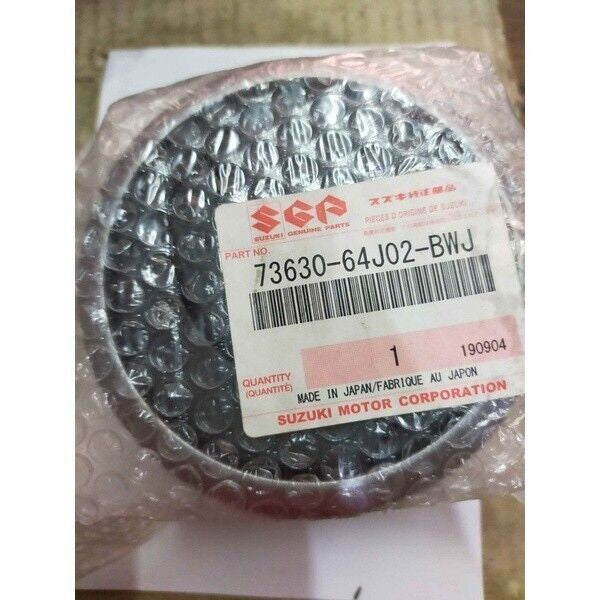 SGP スズキ純正部品
SUZUKI GENUINE PARTS PIECES D'ORIGINE DE SUZUKI
PART NO.
73630-64J02-BWJ
1 190904
QUANTITY
(QUANTITÉ)
MADE IN JAPAN/FABRIQUE AU JAPON
SUZUKI MOTOR CORPORATION